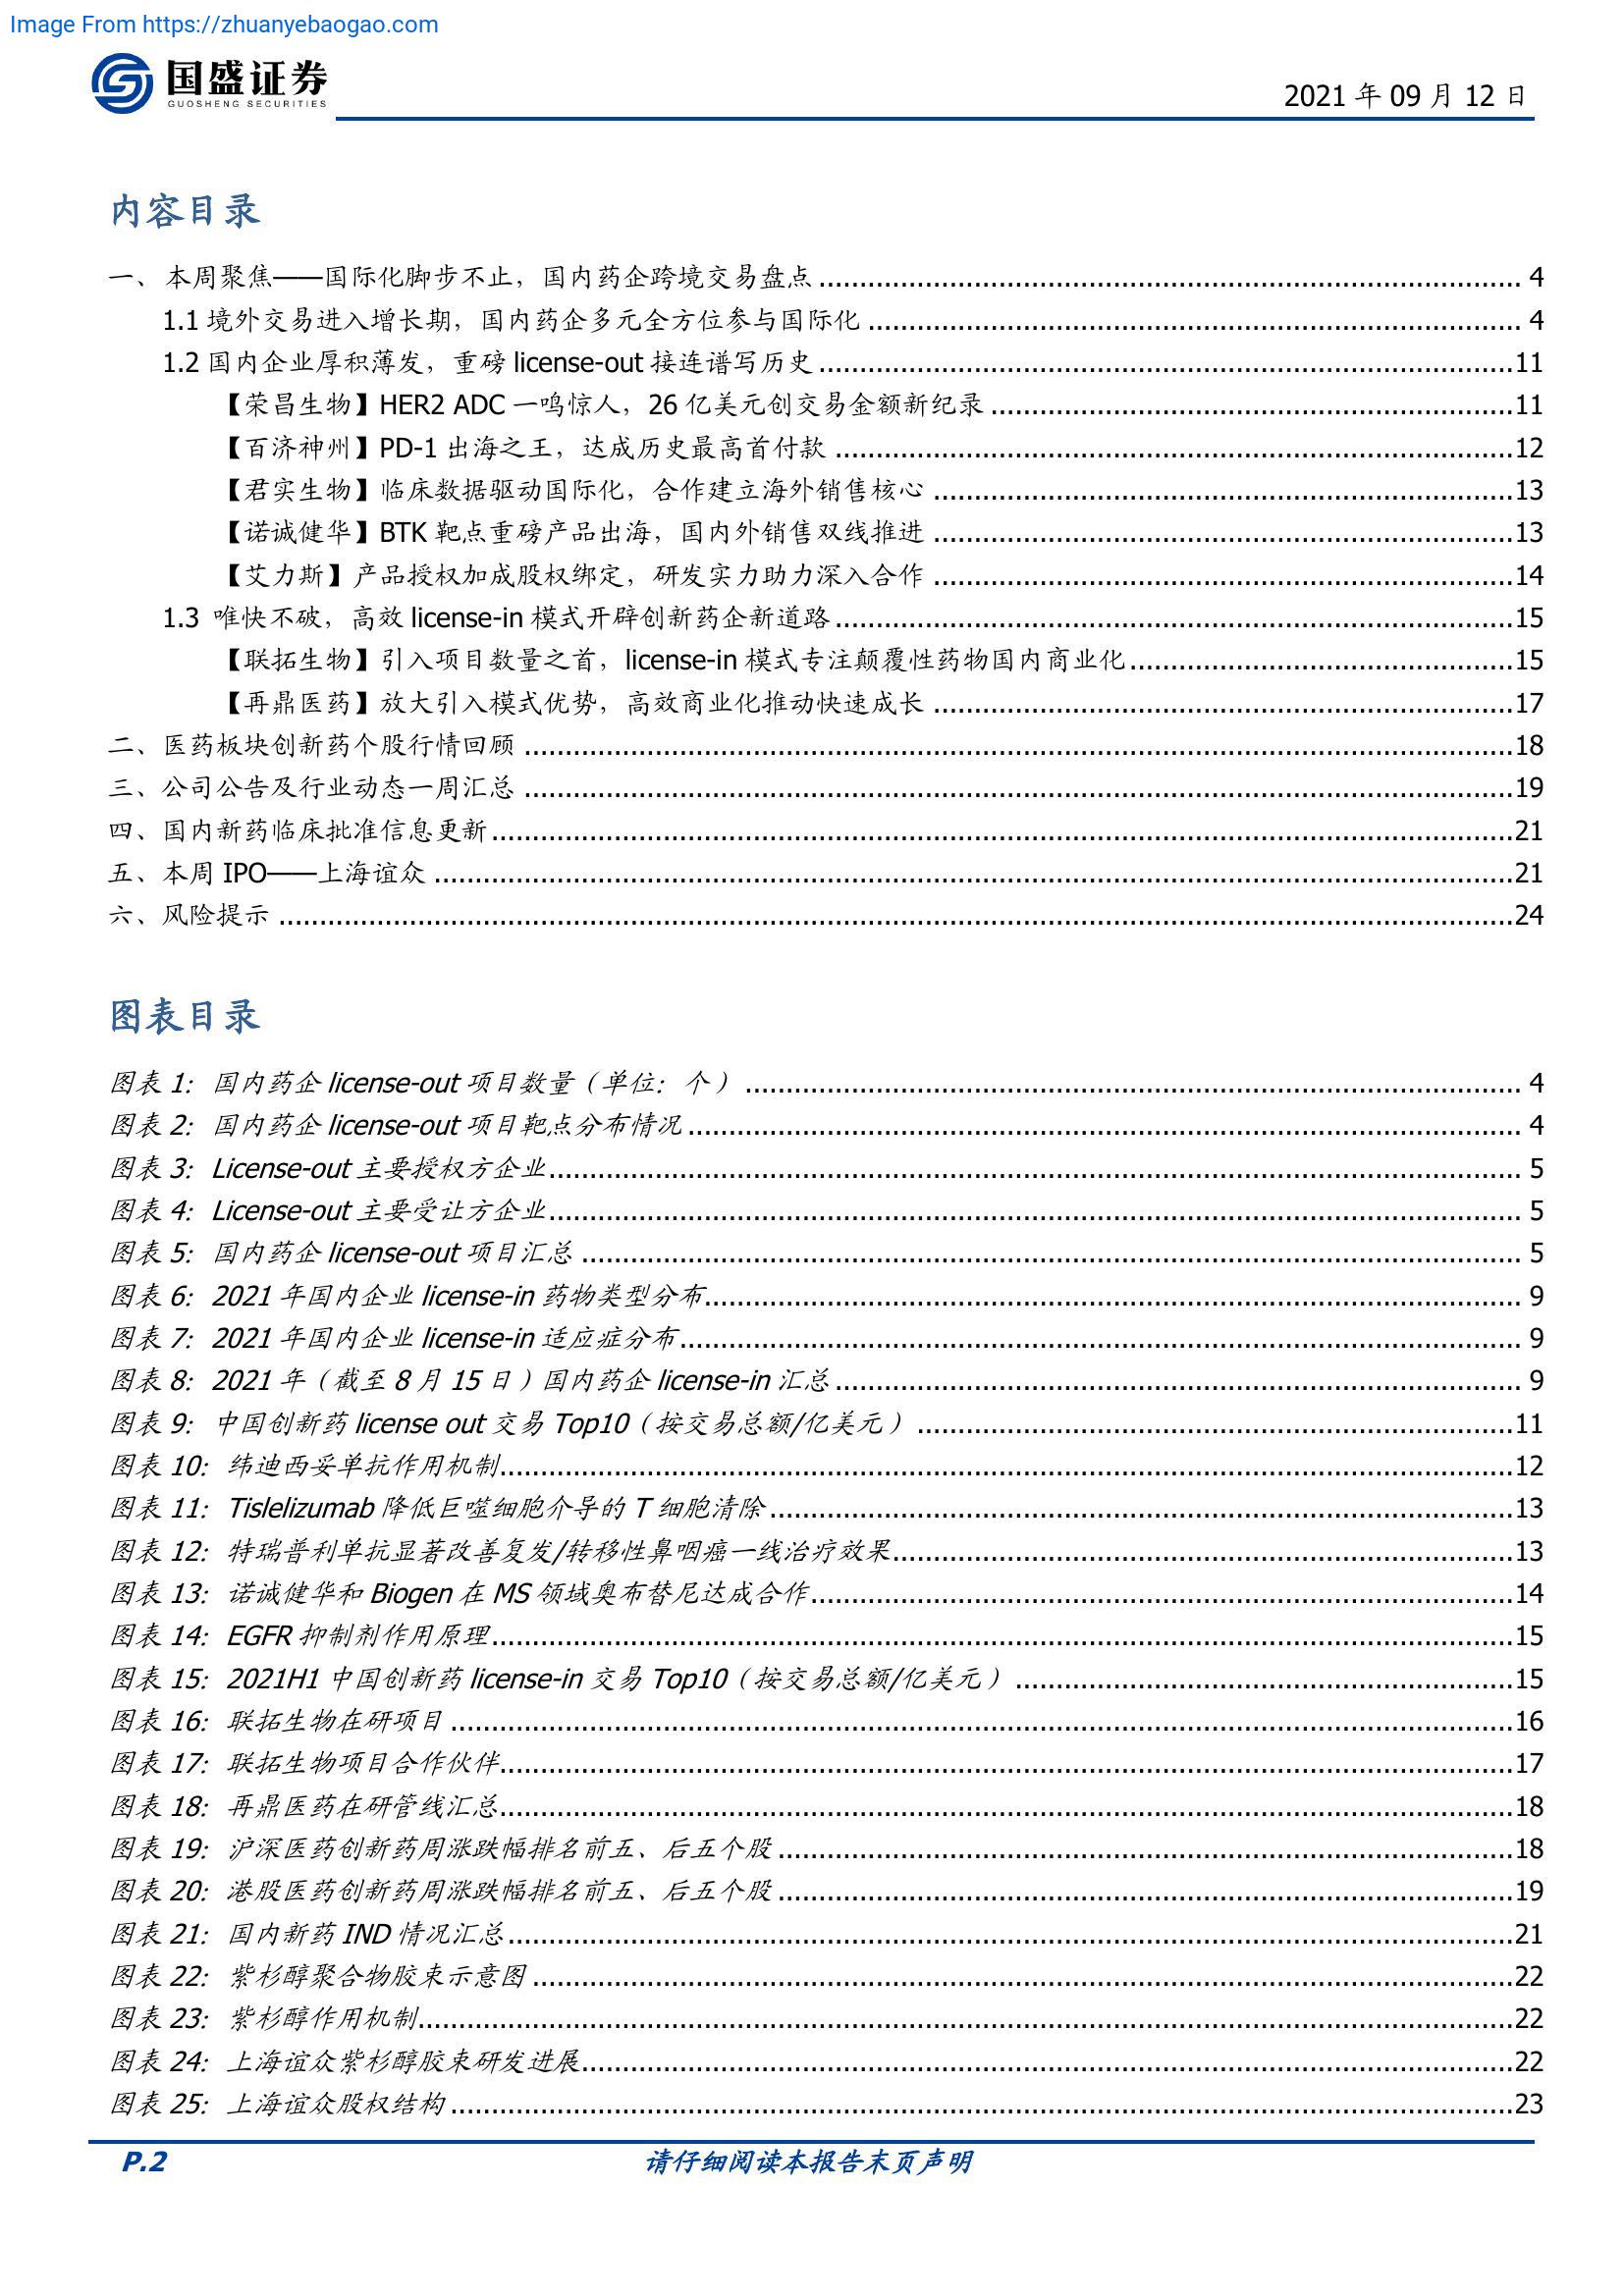 Image From https://zhuanyebaogao.com
国盛证券
GUOSHENG SECURITIES
2021 年 09 月 12 日
内容目录
一、本周聚焦——国际化脚步不止，国内药企跨境交易盘点 4
1.1 境外交易进入增长期，国内药企多元全方位参与国际化 4
1.2 国内企业厚积薄发，重磅 license-out 接连谱写历史 11
【荣昌生物】HER2 ADC 一鸣惊人，26 亿美元创交易金额新纪录 11
【百济神州】PD-1 出海之王，达成历史最高首付款 12
【君实生物】临床数据驱动国际化，合作建立海外销售核心 13
【诺诚健华】BTK 靶点重磅产品出海，国内外销售双线推进 13
【艾力斯】产品授权加成股权绑定，研发实力助力深入合作 14
1.3 唯快不破，高效 license-in 模式开辟创新药企新道路 15
【联拓生物】引入项目数量之首，license-in 模式专注颠覆性药物国内商业化 15
【再鼎医药】放大引入模式优势，高效商业化推动快速成长 17
二、医药板块创新药个股行情回顾 18
三、公司公告及行业动态一周汇总 19
四、国内新药临床批准信息更新 21
五、本周 IPO——上海谊众 21
六、风险提示 24
图表目录
图表 1：国内药企 license-out 项目数量（单位：个） 4
图表 2：国内药企 license-out 项目靶点分布情况 4
图表 3：License-out 主要授权方企业 5
图表 4：License-out 主要受让方企业 5
图表 5：国内药企 license-out 项目汇总 5
图表 6：2021 年国内企业 license-in 药物类型分布 9
图表 7：2021 年国内企业 license-in 适应症分布 9
图表 8：2021 年（截至 8 月 15 日）国内药企 license-in 汇总 9
图表 9：中国创新药 license out 交易 Top10（按交易总额/亿美元） 11
图表 10：纬迪西妥单抗作用机制 12
图表 11：Tislelizumab 降低巨噬细胞介导的 T 细胞清除 13
图表 12：特瑞普利单抗显著改善复发/转移性鼻咽癌一线治疗效果 13
图表 13：诺诚健华和 Biogen 在 MS 领域奥布替尼达成合作 14
图表 14：EGFR 抑制剂作用原理 15
图表 15：2021H1 中国创新药 license-in 交易 Top10（按交易总额/亿美元） 15
图表 16：联拓生物在研项目 16
图表 17：联拓生物项目合作伙伴 17
图表 18：再鼎医药在研管线汇总 18
图表 19：沪深医药创新药周涨跌幅排名前五、后五个股 18
图表 20：港股医药创新药周涨跌幅排名前五、后五个股 19
图表 21：国内新药 IND 情况汇总 21
图表 22：紫杉醇聚合物胶束示意图 22
图表 23：紫杉醇作用机制 22
图表 24：上海谊众紫杉醇胶束研发进展 22
图表 25：上海谊众股权结构 23
P.2
请仔细阅读本报告末页声明